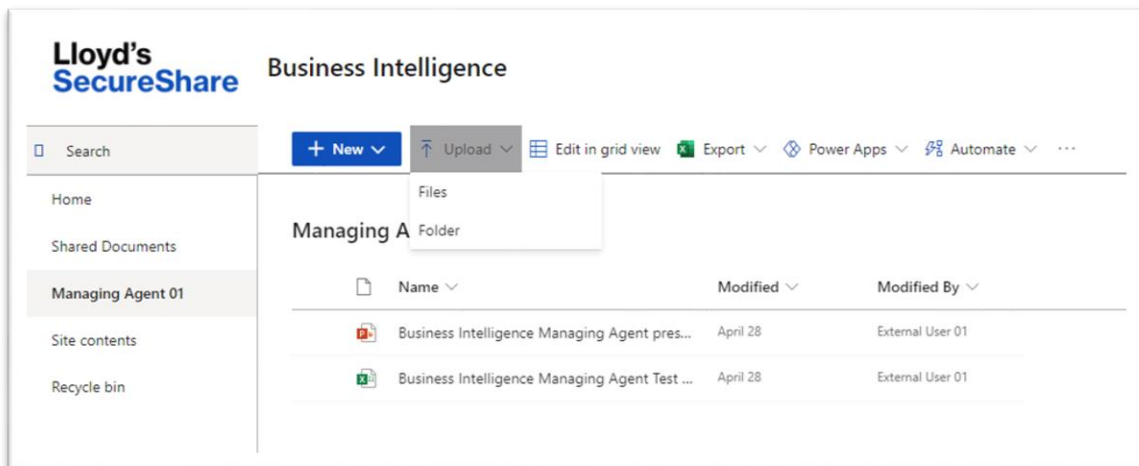 Lloyd's
SecureShare
Business Intelligence
Search
+ New
Upload
Edit in grid view
Export
Power Apps
Automate
...
Files
Folder
Home
Shared Documents
Managing Agent 01
Site contents
Recycle bin
Managing A
Name
Modified
Modified By
Business Intelligence Managing Agent pres... April 28 External User 01
Business Intelligence Managing Agent Test ... April 28 External User 01